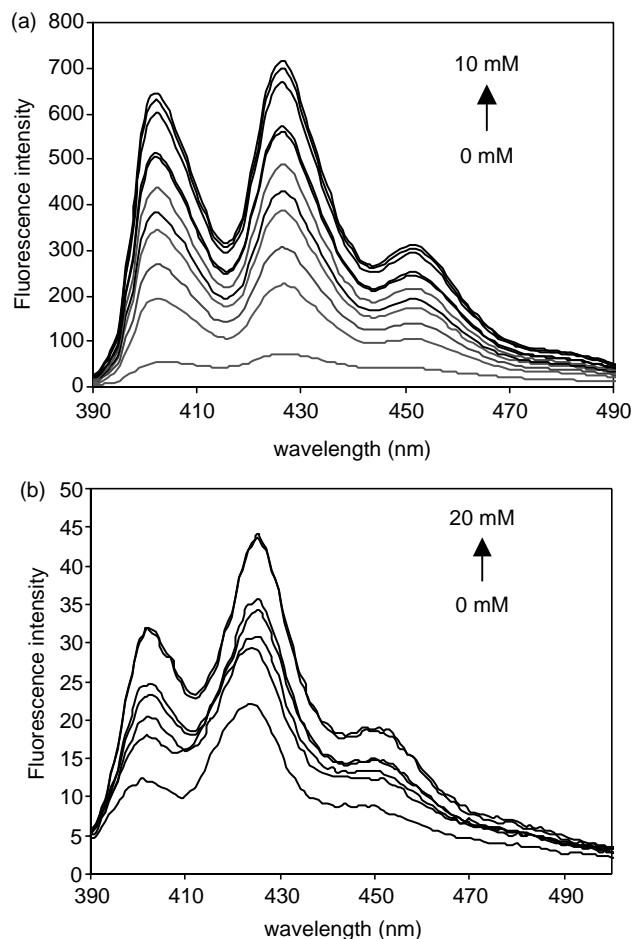 (a)
800
700
600
500
400
300
200
100
0
Fluorescence intensity
10 mM
0 mM
390 410 430 450 470 490
wavelength (nm)
(b)
50
45
40
35
30
25
20
15
10
5
0
Fluorescence intensity
20 mM
0 mM
390 410 430 450 470 490
wavelength (nm)